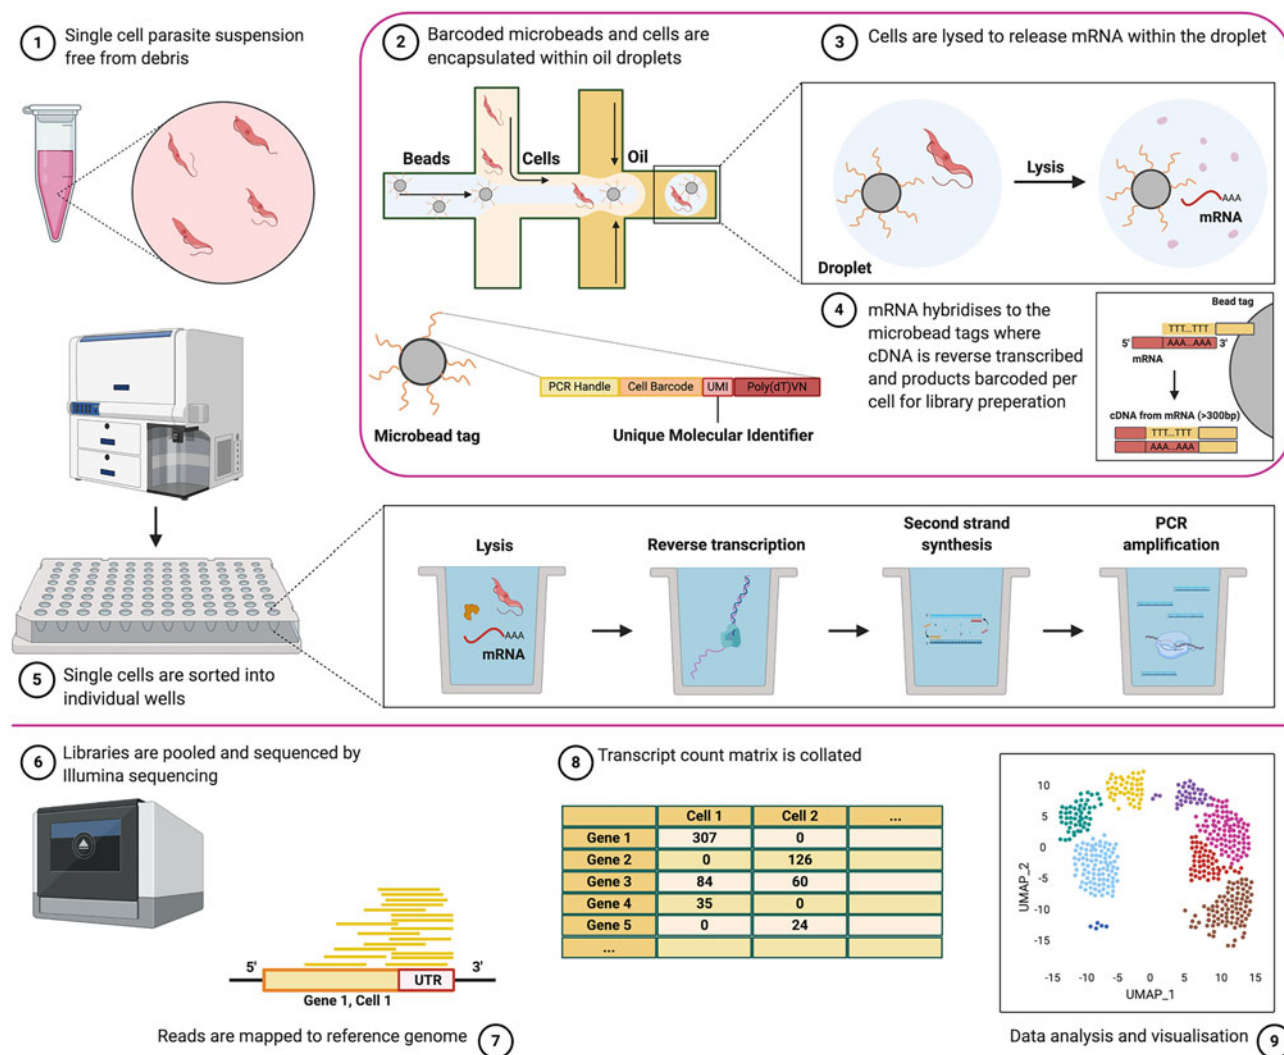 1
Single cell parasite suspension
free from debris
2
Barcoded microbeads and cells are
encapsulated within oil droplets
Beads
Cells
Oil
3
Cells are lysed to release mRNA within the droplet
Lysis
AAA
mRNA
Droplet
Microbead tag
PCR Handle
Cell Barcode
UMI
Poly(dT)VN
Unique Molecular Identifier
4
mRNA hybridises to the
microbead tags where
cDNA is reverse transcribed
and products barcoded per
cell for library preperation
Bead tag
TTT...TTT
5' AAA...AAA 3'
mRNA
cDNA from mRNA (>300bp)
TTT...TTT
AAA...AAA
5
Single cells are sorted into
individual wells
Lysis
AAA
mRNA
Reverse transcription
Second strand
synthesis
PCR
amplification
6
Libraries are pooled and sequenced by
Illumina sequencing
5'
UTR
3'
Gene 1, Cell 1
Reads are mapped to reference genome
7
8
Transcript count matrix is collated
Cell 1 Cell 2 ...
Gene 1 307 0
Gene 2 0 126
Gene 3 84 60
Gene 4 35 0
Gene 5 0 24
...
10
5
0
-5
-10
-15
UMAP_2
-15 -10 -5 0 5 10 15
UMAP_1
Data analysis and visualisation
9